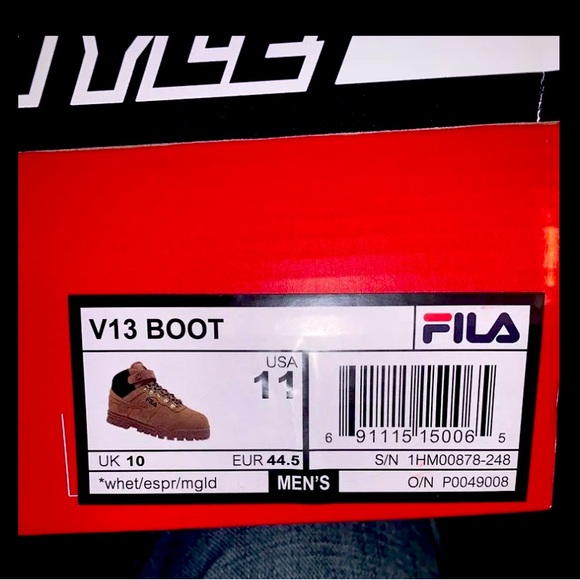 V13 BOOT
FILA
USA
11
FILA
6 91115 15006 5
UK 10
EUR 44.5
S/N 1HM00878-248
*whet/espr/mgld
MEN'S
O/N P0049008